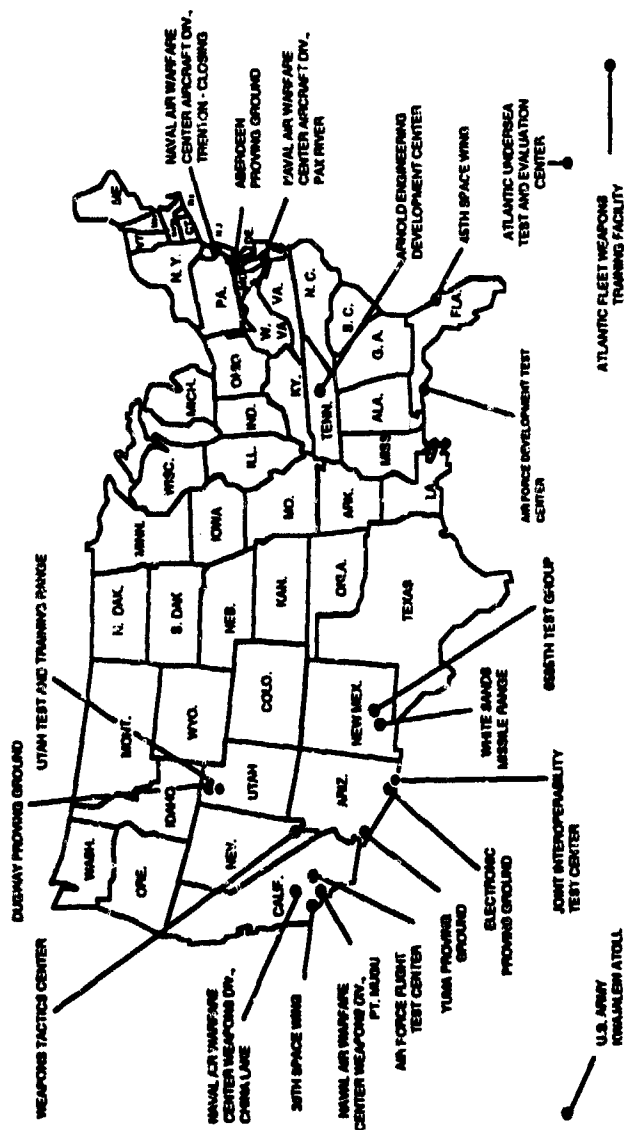 DUGWAY PROVING GROUND
UTAH TEST AND TRAINING RANGE
WEAPONS TACTICS CENTER
NAVAL AIR WARFARE
CENTER WEAPONS DIV.,
CHINA LAKE
30TH SPACE WING
NAVAL AIR WARFARE
CENTER WEAPONS DIV.,
PT. MUGU
AIR FORCE FLIGHT
TEST CENTER
YUMA PROVING
GROUND
ELECTRONIC
PROVING GROUND
JOINT INTEROPERABILITY
TEST CENTER
WHITE SANDS
MISSILE RANGE
6585TH TEST GROUP
U.S. ARMY
KWAJALEIN ATOLL
NAVAL AIR WARFARE
CENTER AIRCRAFT DIV.,
TRENTON - CLOSING
ABERDEEN
PROVING GROUND
NAVAL AIR WARFARE
CENTER AIRCRAFT DIV.,
PAX RIVER
ARNOLD ENGINEERING
DEVELOPMENT CENTER
45TH SPACE WING
ATLANTIC UNDERSEA
TEST AND EVALUATION
CENTER
ATLANTIC FLEET WEAPONS
TRAINING FACILITY
AIR FORCE DEVELOPMENT TEST
CENTER
WASH.
ORE.
IDAHO
MONT.
WYO.
NEV.
CALIF.
UTAH
ARIZ.
COLO.
NEW MEX.
N. DAK.
S. DAK
NEB.
KAN.
OKLA.
TEXAS
MINN.
IOWA
MO.
ARK.
LA.
WISC.
ILL.
MICH.
IND.
OHIO
KY.
TENN.
MISS
ALA.
G.A.
FLA.
S.C.
N.C.
VA.
W.
VA
PA.
N.Y.
ME.
VT
CT
N.J.
DE